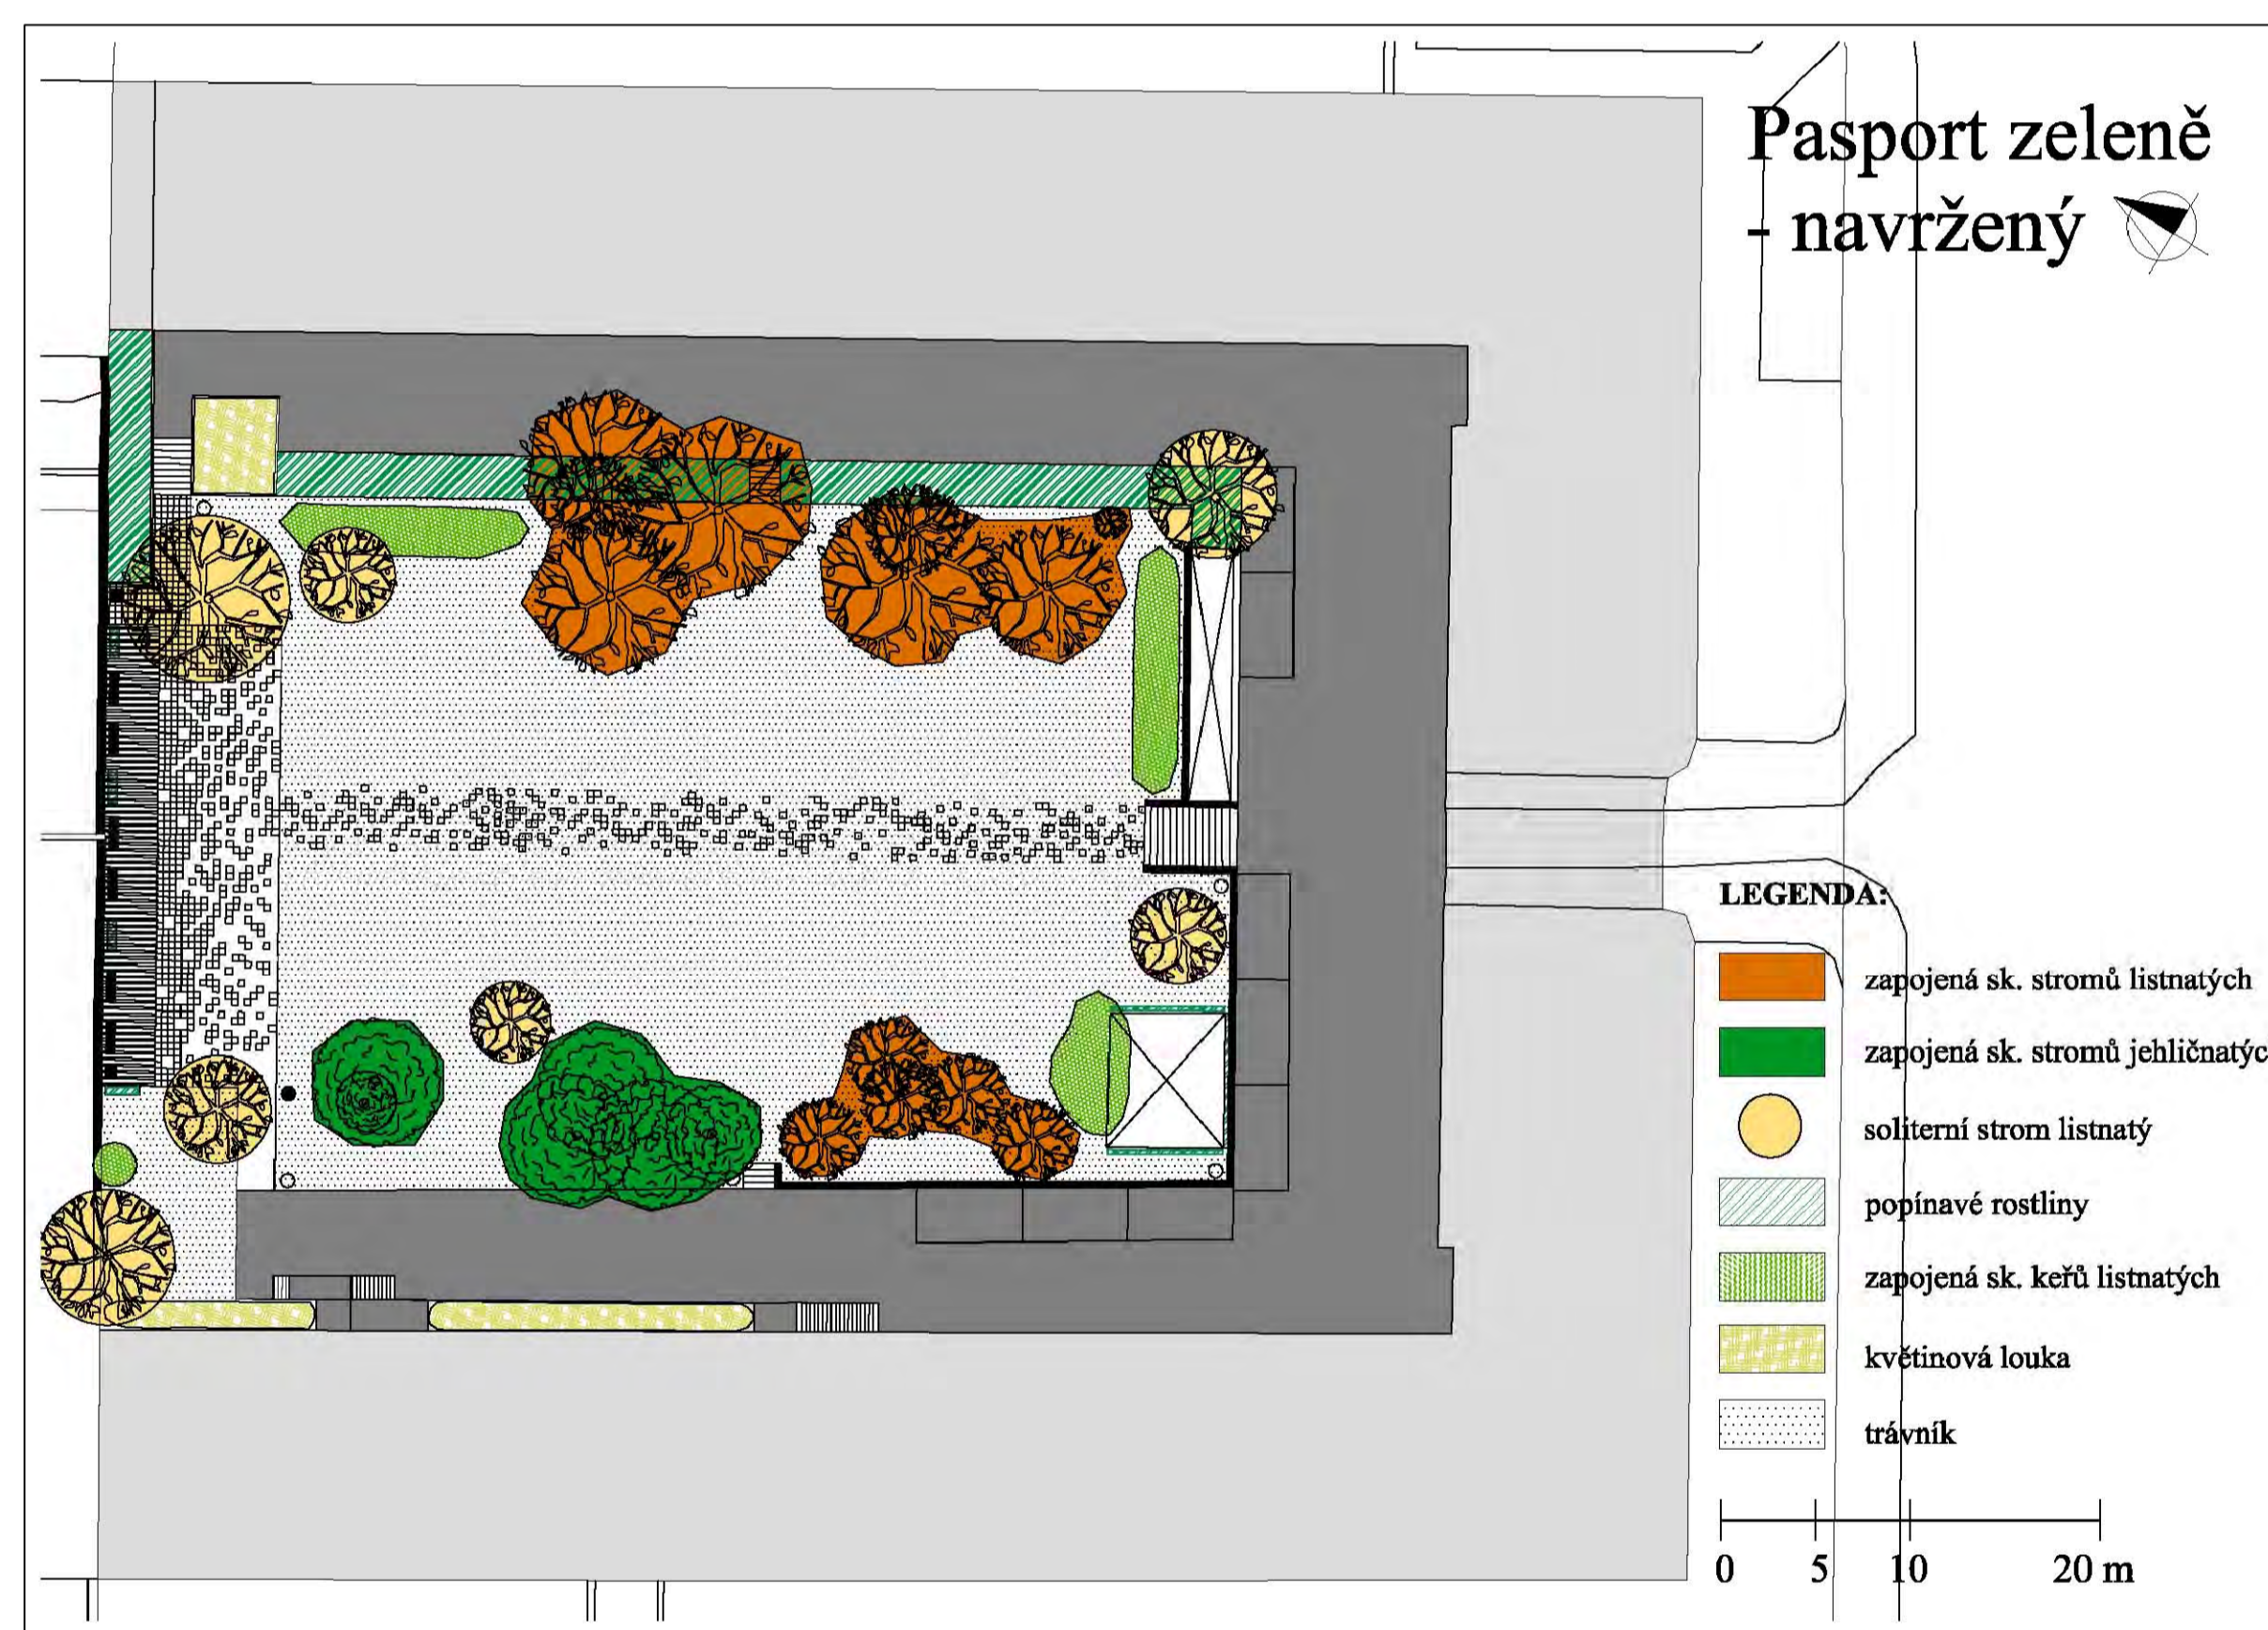 Pasport zeleně
- navržený
LEGENDA:
zapojená sk. stromů listnatých
zapojená sk. stromů jehličnatýc
soliterní strom listnatý
popínavé rostliny
zapojená sk. keřů listnatých
květinová louka
trávník
0 5 10 20 m